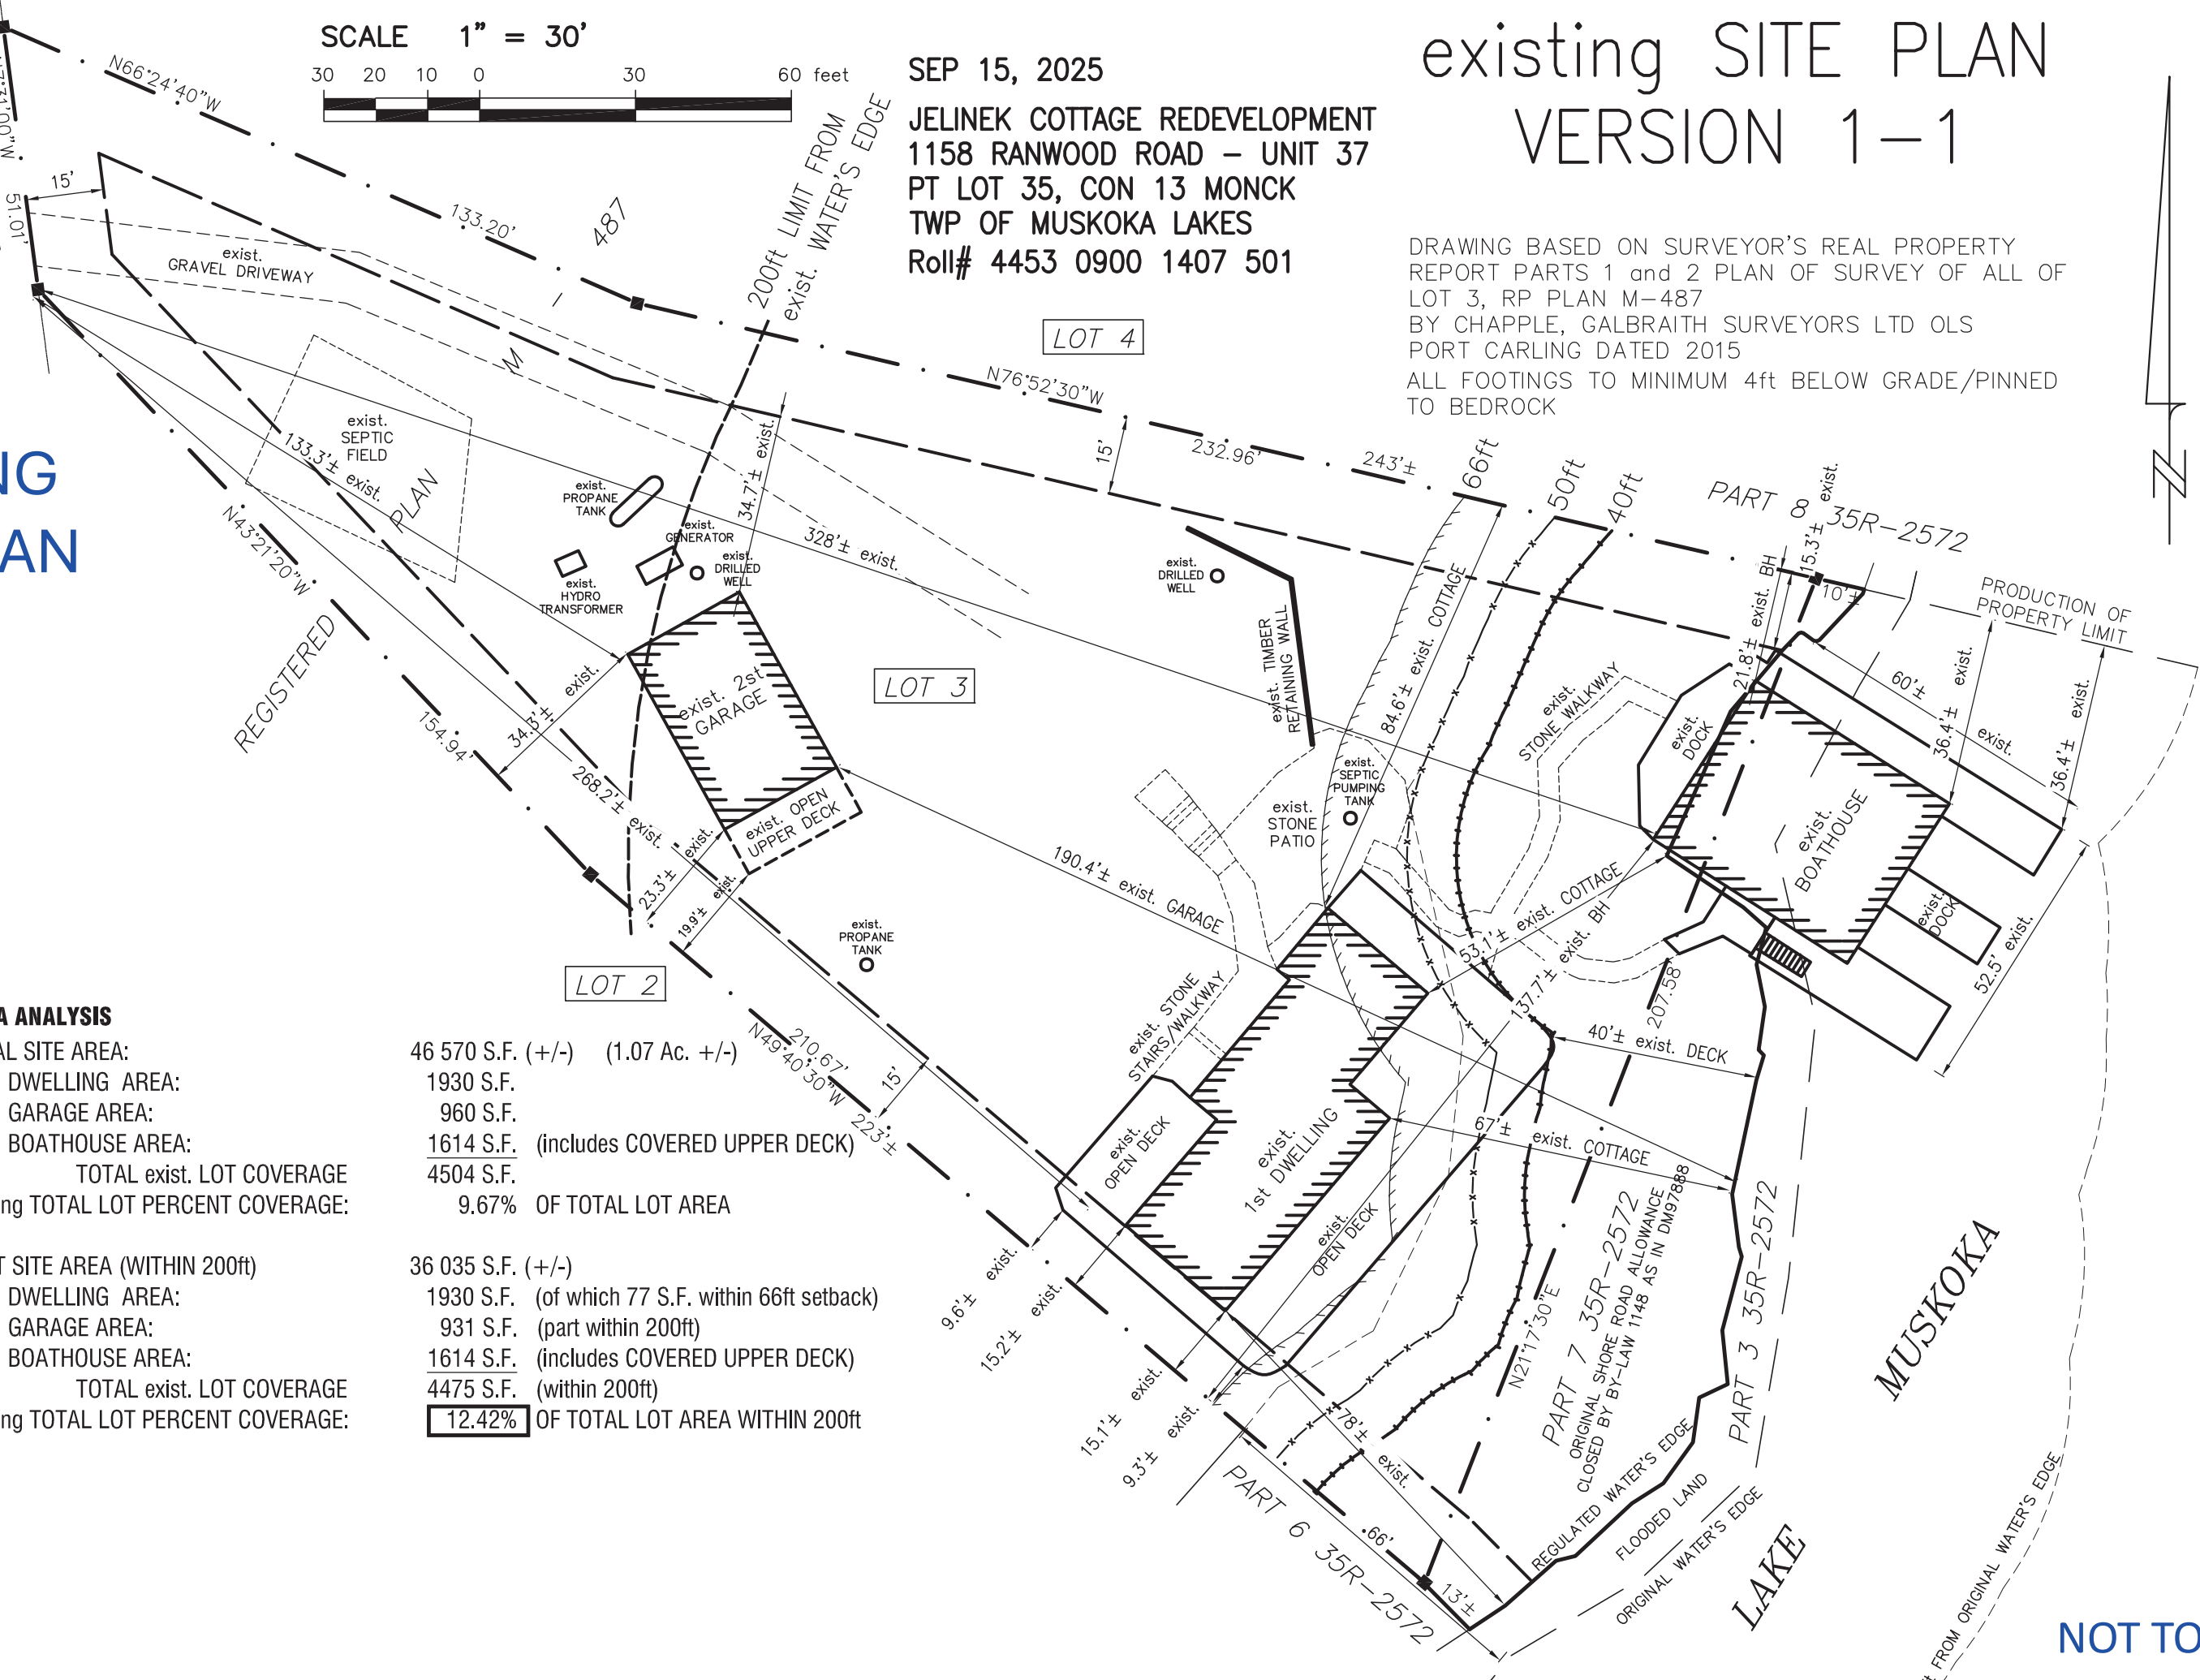 SCALE 1" = 30'
30 20 10 0 30 60 feet
SEP 15, 2025
JELINEK COTTAGE REDEVELOPMENT
1158 RANWOOD ROAD – UNIT 37
PT LOT 35, CON 13 MONCK
TWP OF MUSKOKA LAKES
Roll# 4453 0900 1407 501
existing SITE PLAN
VERSION 1–1
DRAWING BASED ON SURVEYOR'S REAL PROPERTY
REPORT PARTS 1 and 2 PLAN OF SURVEY OF ALL OF
LOT 3, RP PLAN M–487
BY CHAPPLE, GALBRAITH SURVEYORS LTD OLS
PORT CARLING DATED 2015
ALL FOOTINGS TO MINIMUM 4ft BELOW GRADE/PINNED
TO BEDROCK
N
N66°24'40"W
133.20'
15'
51.01'
exist.
GRAVEL DRIVEWAY
487
M
PLAN
REGISTERED
200ft LIMIT FROM
exist. WATER'S EDGE
LOT 4
N76°52'30"W
232.96'
243'±
15'
66ft
50ft
40ft
PART 8 35R–2572
15.3'± exist.
10'±
PRODUCTION OF
PROPERTY LIMIT
exist.
SEPTIC
FIELD
133.3'± exist.
N43°21'20"W
154.94'
exist.
PROPANE
TANK
exist.
GENERATOR
exist.
DRILLED
WELL
exist.
HYDRO
TRANSFORMER
34.7'± exist.
328'± exist.
exist.
DRILLED
WELL
exist. TIMBER
RETAINING WALL
84.6'± exist. COTTAGE
exist.
STONE WALKWAY
21.8'± exist. BH
exist.
DOCK
60'± exist.
36.4'± exist.
36.4'± exist.
exist. 2st
GARAGE
LOT 3
34.3'± exist.
268.2'± exist.
exist. OPEN
UPPER DECK
23.3'± exist.
19.9'± exist.
exist.
SEPTIC
PUMPING
TANK
exist.
STONE
PATIO
exist.
BOATHOUSE
exist.
DOCK
52.5' exist.
190.4'± exist. GARAGE
53.1'± exist. COTTAGE
137.7'± exist. BH
207.58
exist.
PROPANE
TANK
LOT 2
N49°40'30"W
210.67'
223'±
15'
exist. STONE
STAIRS/WALKWAY
40'± exist. DECK
exist.
OPEN DECK
exist.
1st DWELLING
67'± exist. COTTAGE
exist.
OPEN DECK
9.6'± exist.
15.2'± exist.
15.1'± exist.
9.3'± exist.
78'± exist.
N21°17'30"E
PART 7 35R–2572
ORIGINAL SHORE ROAD ALLOWANCE
CLOSED BY BY–LAW 1148 AS IN DM97888
PART 3 35R–2572
REGULATED WATER'S EDGE
FLOODED LAND
ORIGINAL WATER'S EDGE
PART 6 35R–2572
66'
13'±
LAKE
MUSKOKA
FROM ORIGINAL WATER'S EDGE
NOT TO
NG
AN
A ANALYSIS
AL SITE AREA: 46 570 S.F. (+/-) (1.07 Ac. +/-)
DWELLING AREA: 1930 S.F.
GARAGE AREA: 960 S.F.
BOATHOUSE AREA: 1614 S.F. (includes COVERED UPPER DECK)
TOTAL exist. LOT COVERAGE 4504 S.F.
ng TOTAL LOT PERCENT COVERAGE: 9.67% OF TOTAL LOT AREA
T SITE AREA (WITHIN 200ft) 36 035 S.F. (+/-)
DWELLING AREA: 1930 S.F. (of which 77 S.F. within 66ft setback)
GARAGE AREA: 931 S.F. (part within 200ft)
BOATHOUSE AREA: 1614 S.F. (includes COVERED UPPER DECK)
TOTAL exist. LOT COVERAGE 4475 S.F. (within 200ft)
ng TOTAL LOT PERCENT COVERAGE: 12.42% OF TOTAL LOT AREA WITHIN 200ft